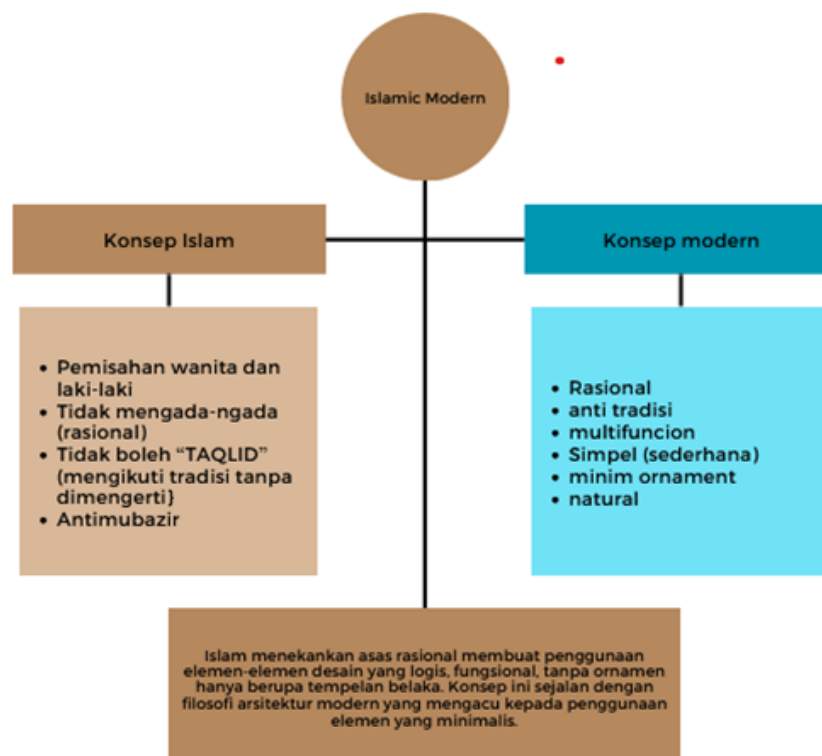 Islamic Modern
Konsep Islam
Konsep modern
• Pemisahan wanita dan
laki-laki
• Tidak mengada-ngada
(rasional)
• Tidak boleh “TAQLID”
(mengikuti tradisi tanpa
dimengerti}
• Antimubazir
• Rasional
• anti tradisi
• multifuncion
• Simpel (sederhana)
• minim ornament
• natural
Islam menekankan asas rasional membuat penggunaan
elemen-elemen desain yang logis, fungsional, tanpa ornamen
hanya berupa tempelan belaka. Konsep ini sejalan dengan
filosofi arsitektur modern yang mengacu kepada penggunaan
elemen yang minimalis.